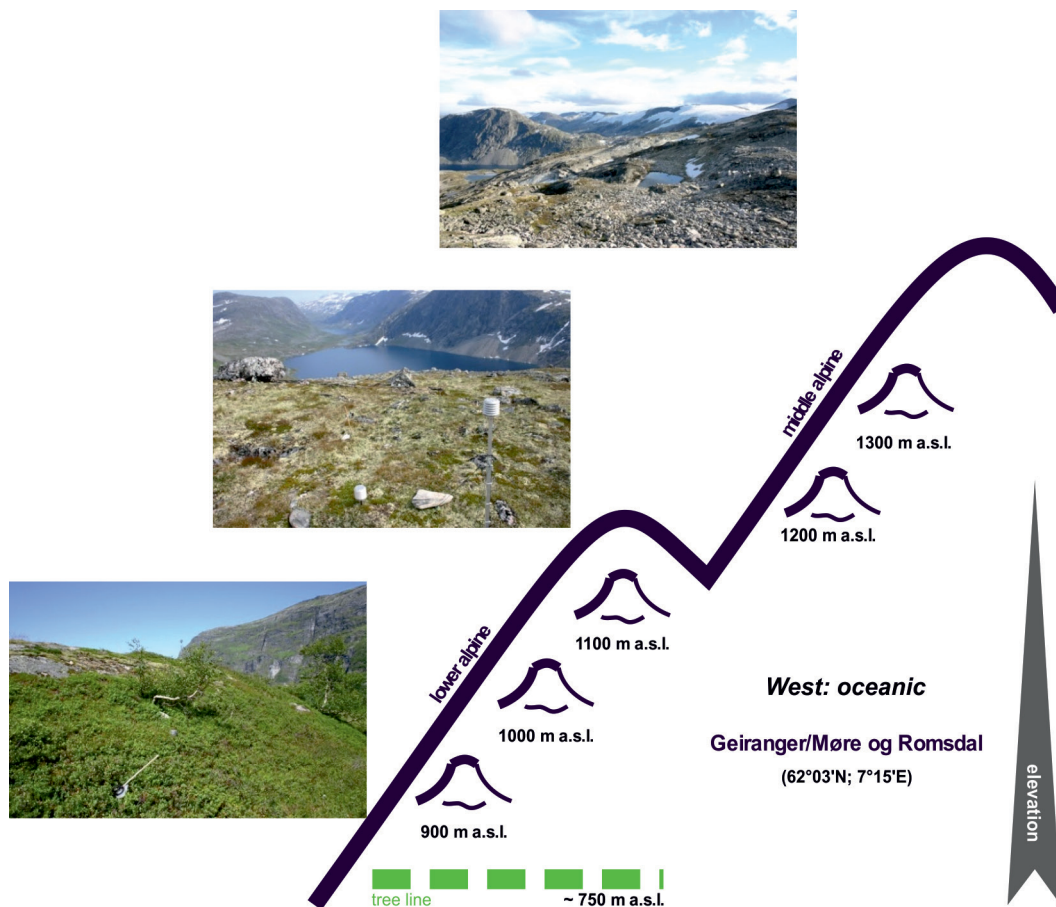 middle alpine
1300 m a.s.l.
1200 m a.s.l.
lower alpine
1100 m a.s.l.
1000 m a.s.l.
900 m a.s.l.
West: oceanic
Geiranger/Møre og Romsdal
(62°03'N; 7°15'E)
elevation
tree line
~ 750 m a.s.l.